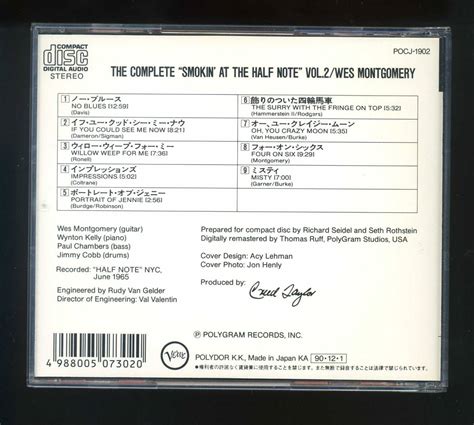 POCJ-1902
COMPACT
disc
DIGITAL AUDIO
STEREO
THE COMPLETE "SMOKIN' AT THE HALF NOTE" VOL.2/WES MONTGOMERY
1 ノー・ブルース
NO BLUES [12:59]
(Davis)
2 イフ・ユー・クッド・シー・ミー・ナウ
IF YOU COULD SEE ME NOW [8:21]
(Dameron/Sigman)
3 ウィロー・ウィープ・フォー・ミー
WILLOW WEEP FOR ME [7:36]
(Ronell)
4 インプレッションズ
IMPRESSIONS [5:02]
(Coltrane)
5 ポートレート・オブ・ジェニー
PORTRAIT OF JENNIE [2:56]
(Burdge/Robinson)
6 飾りのついた四輪馬車
THE SURRY WITH THE FRINGE ON TOP [5:32]
(Hammerstein II/Rodgars)
7 オー、ユー・クレイジー・ムーン
OH, YOU CRAZY MOON [5:32]
(Van Heusen/Burke)
8 フォー・オン・シックス
FOUR ON SIX [9:29]
(Montgomery)
9 ミスティ
MISTY [7:00]
(Garner/Burke)
Wes Montgomery (guitar)
Wynton Kelly (piano)
Paul Chambers (bass)
Jimmy Cobb (drums)
Recorded: "HALF NOTE" NYC,
June 1965
Engineered by Rudy Van Gelder
Director of Engineering: Val Valentin
Prepared for compact disc by Richard Seidel and Seth Rothstein
Digitally remastered by Thomas Ruff, PolyGram Studios, USA
Cover Design: Acy Lehman
Cover Photo: Jon Henly
Produced by:
Creed Taylor
4 988005 073020
Verve
Ⓟ POLYGRAM RECORDS, INC.
POLYDOR K.K., Made in Japan KA 90・12・1